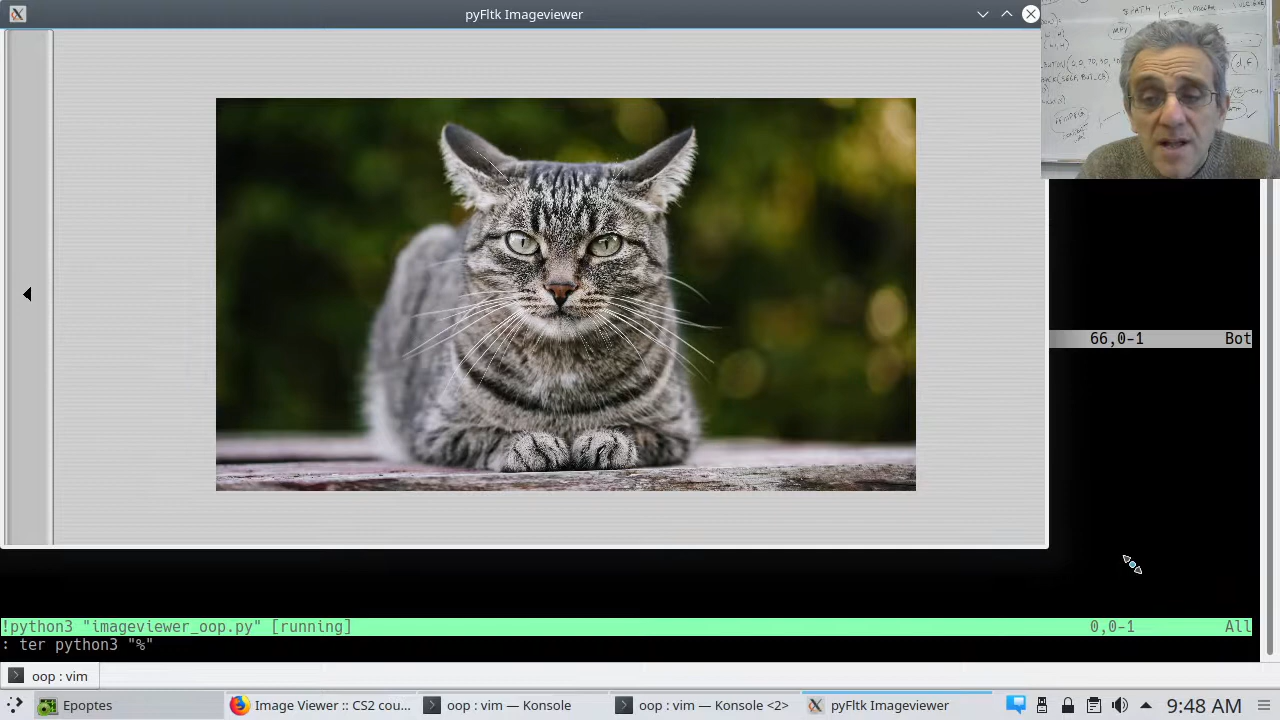 pyFltk Imageviewer
66,0-1 Bot
!python3 "imageviewer_oop.py" [running] 0,0-1 All
: ter python3 "%"
oop : vim
Epoptes Image Viewer :: CS2 cou... oop : vim — Konsole oop : vim — Konsole <2> pyFltk Imageviewer 9:48 AM